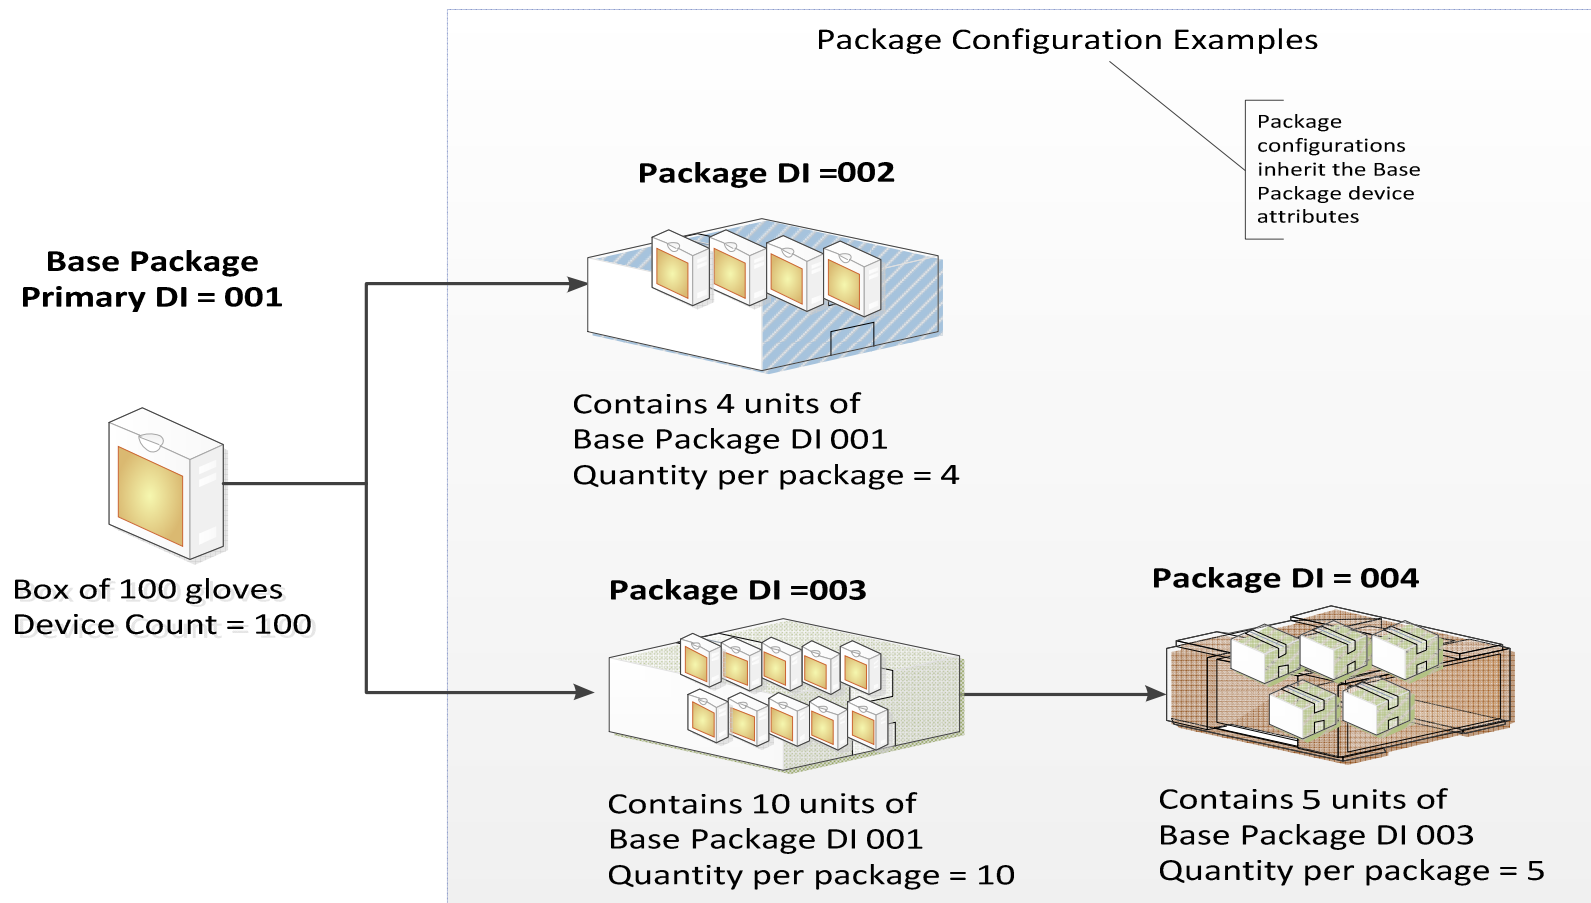 Package Configuration Examples
Package
configurations
inherit the Base
Package device
attributes
Package DI =002
Base Package
Primary DI = 001
Contains 4 units of
Base Package DI 001
Quantity per package = 4
Box of 100 gloves
Device Count = 100
Package DI =003
Contains 10 units of
Base Package DI 001
Quantity per package = 10
Package DI = 004
Contains 5 units of
Base Package DI 003
Quantity per package = 5